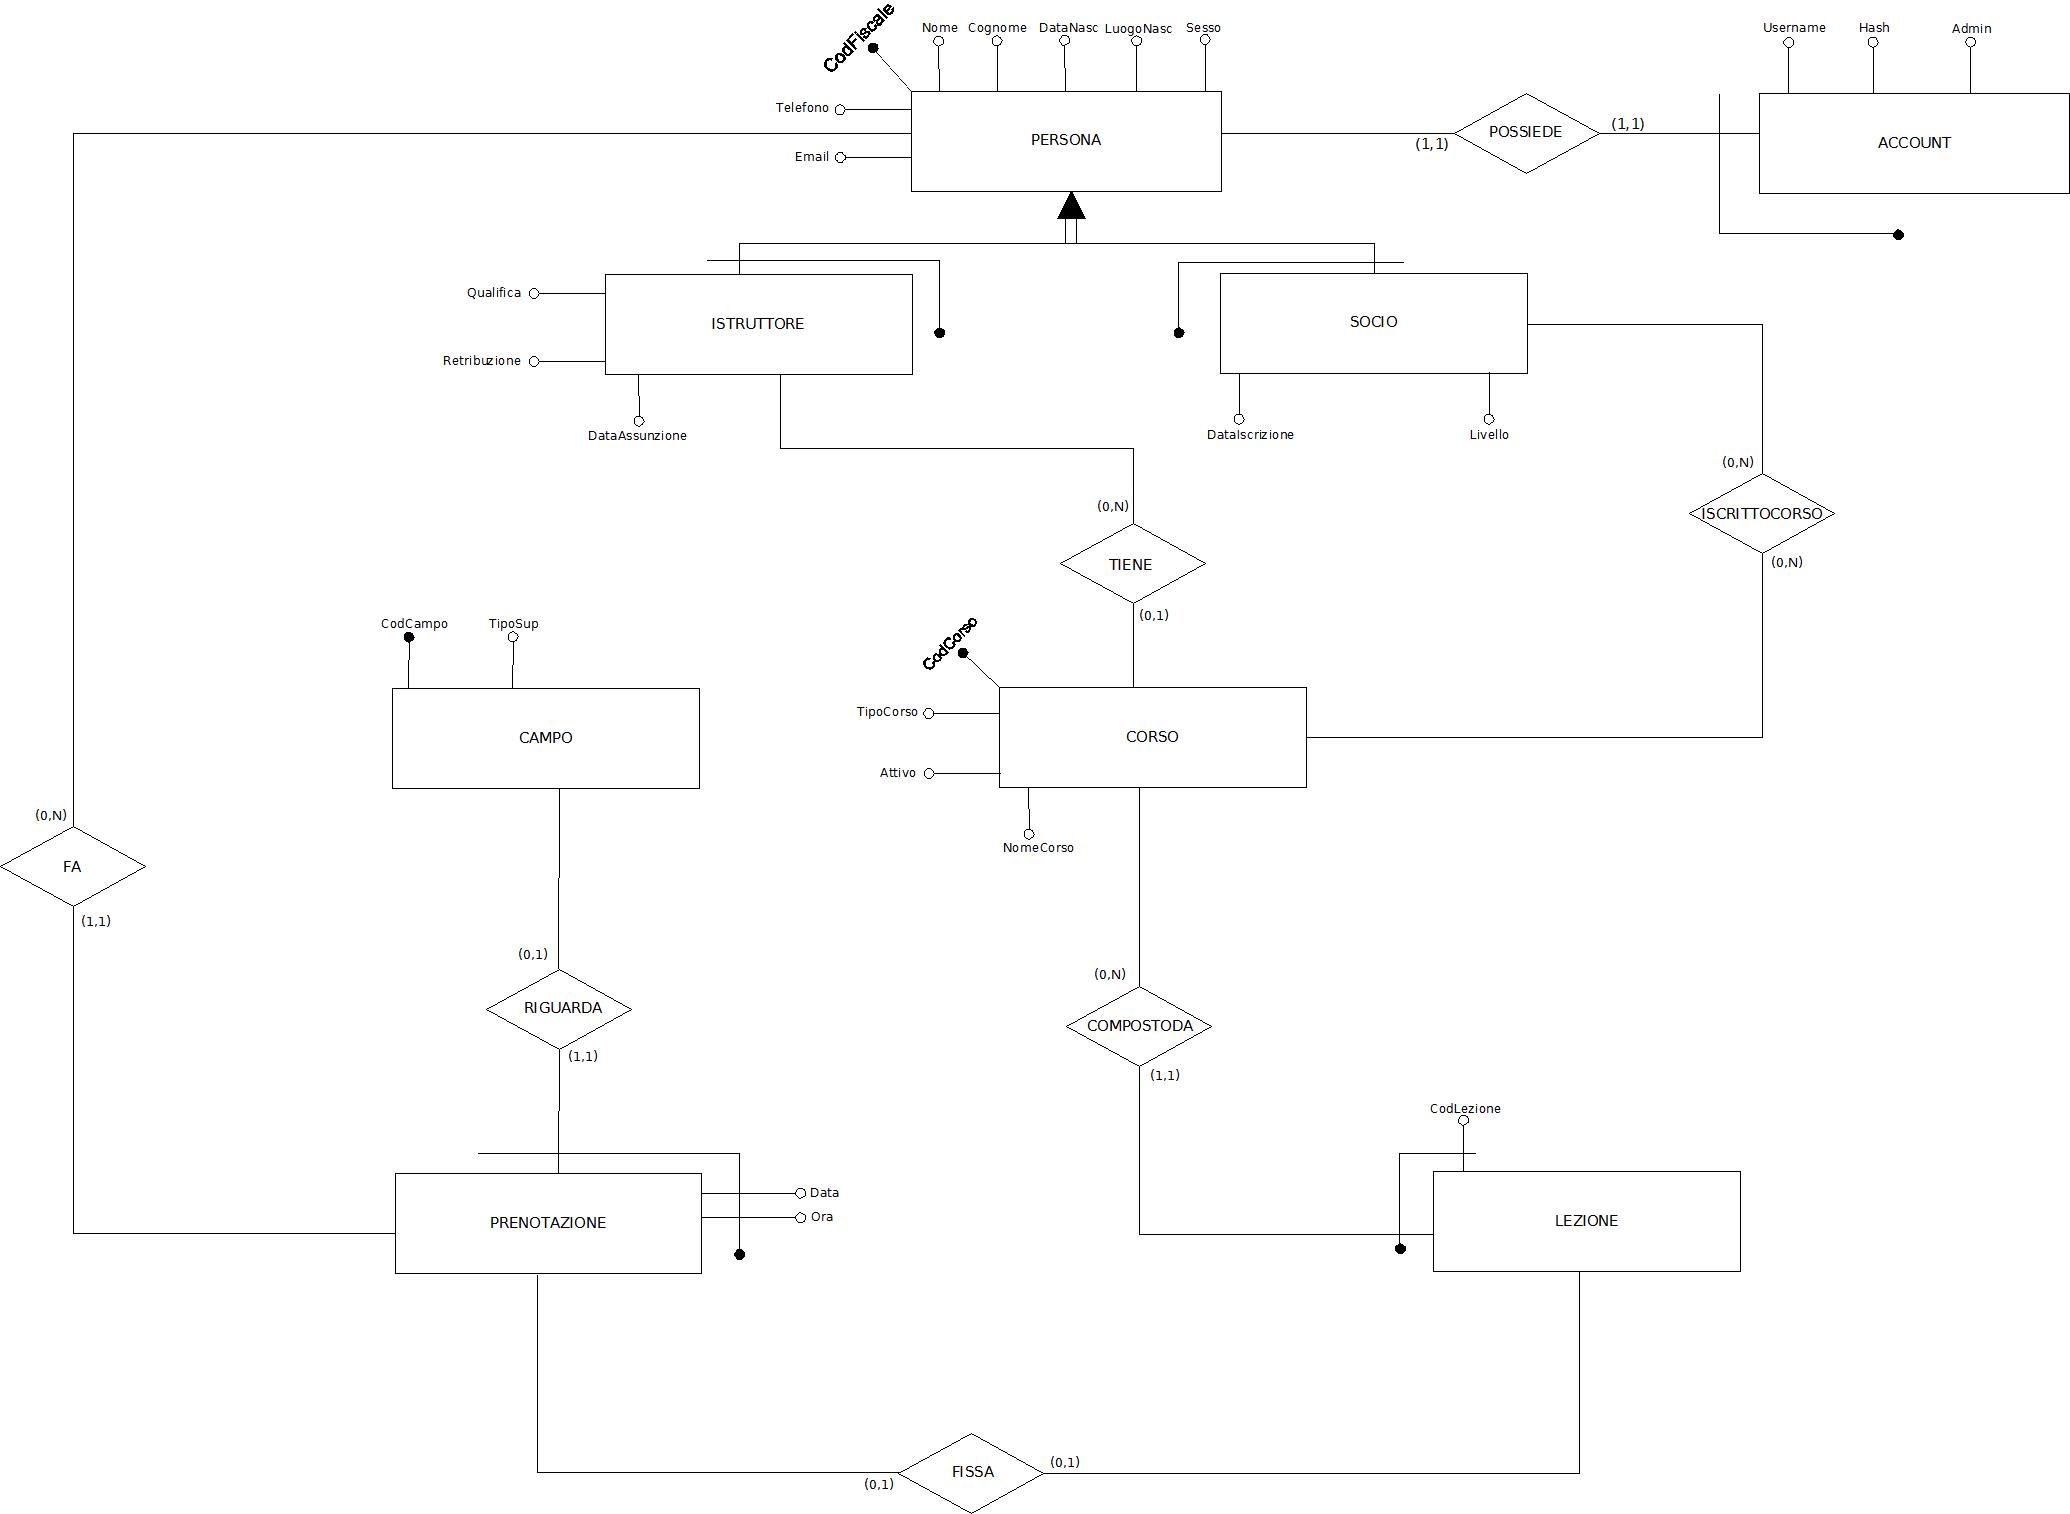 CodFiscale
Nome
Cognome
DataNasc
LuogoNasc
Sesso
Username
Hash
Admin
Telefono
Email
PERSONA
(1,1)
POSSIEDE
(1,1)
ACCOUNT
Qualifica
Retribuzione
ISTRUTTORE
DataAssunzione
SOCIO
DataIscrizione
Livello
(0,N)
TIENE
(0,1)
(0,N)
ISCRITTOCORSO
(0,N)
CodCampo
TipoSup
CAMPO
CodCorso
TipoCorso
Attivo
CORSO
NomeCorso
(0,N)
FA
(1,1)
(0,1)
RIGUARDA
(1,1)
(0,N)
COMPOSTODA
(1,1)
CodLezione
PRENOTAZIONE
Data
Ora
LEZIONE
(0,1)
FISSA
(0,1)